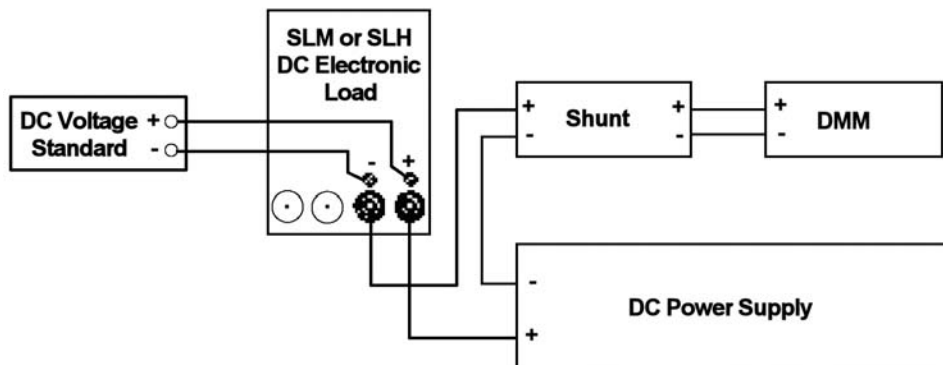 SLM or SLH
DC Electronic
Load
DC Voltage
Standard
+
-
-
+
+
-
Shunt
+
-
+
-
DMM
-
+
DC Power Supply